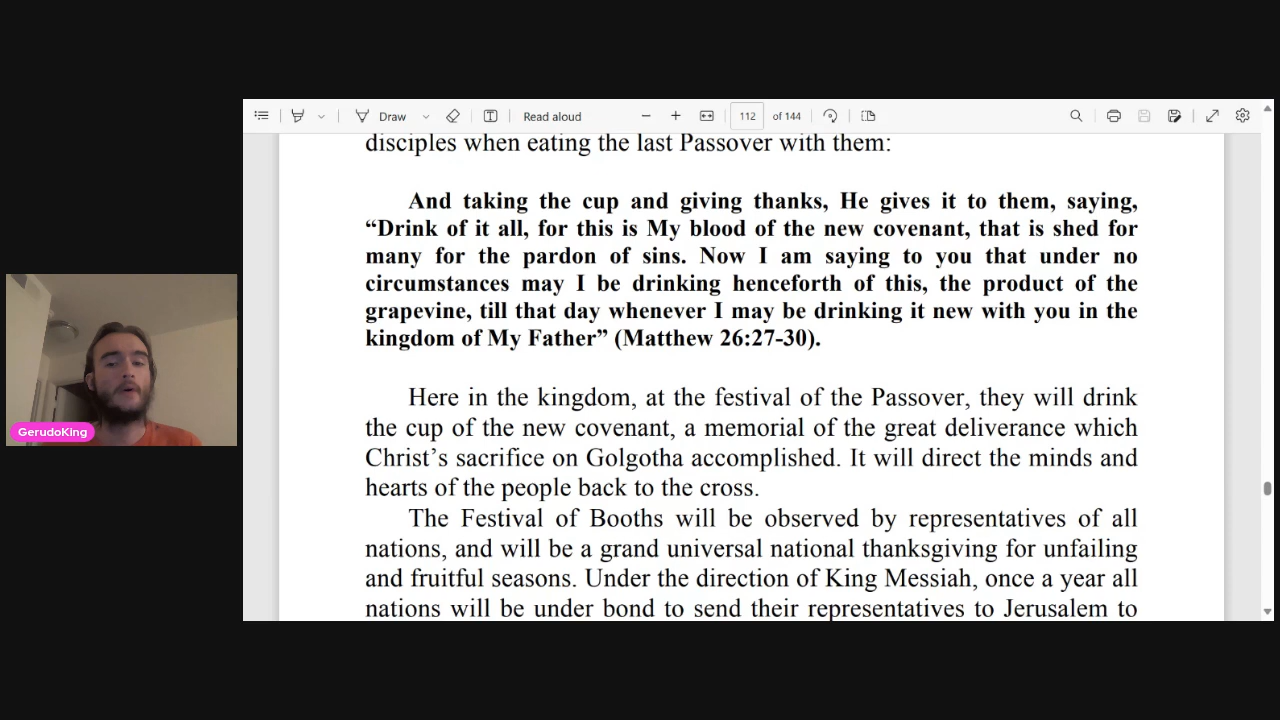 Draw
Read aloud
112
of 144
disciples when eating the last Passover with them:
And taking the cup and giving thanks, He gives it to them, saying,
“Drink of it all, for this is My blood of the new covenant, that is shed for
many for the pardon of sins. Now I am saying to you that under no
circumstances may I be drinking henceforth of this, the product of the
grapevine, till that day whenever I may be drinking it new with you in the
kingdom of My Father” (Matthew 26:27-30).
Here in the kingdom, at the festival of the Passover, they will drink
the cup of the new covenant, a memorial of the great deliverance which
Christ’s sacrifice on Golgotha accomplished. It will direct the minds and
hearts of the people back to the cross.
The Festival of Booths will be observed by representatives of all
nations, and will be a grand universal national thanksgiving for unfailing
and fruitful seasons. Under the direction of King Messiah, once a year all
nations will be under bond to send their representatives to Jerusalem to
GerudoKing